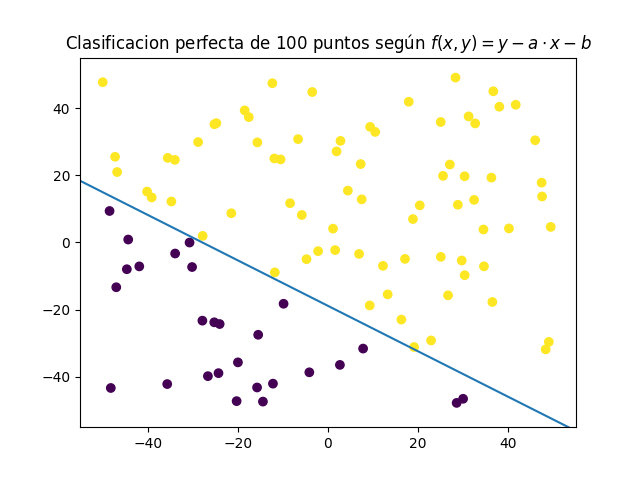 Clasificacion perfecta de 100 puntos según f(x, y) = y − a · x − b
40
20
0
−20
−40
−40 −20 0 20 40